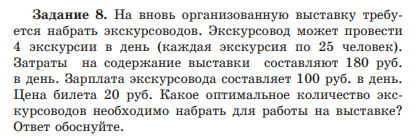 Задание 8. На вновь организованную выставку требу-
ется набрать экскурсоводов. Экскурсовод может провести
4 экскурсии в день (каждая экскурсия по 25 человек).
Затраты на содержание выставки составляют 180 руб.
в день. Зарплата экскурсовода составляет 100 руб. в день.
Цена билета 20 руб. Какое оптимальное количество экс-
курсоводов необходимо набрать для работы на выставке?
Ответ обоснуйте.